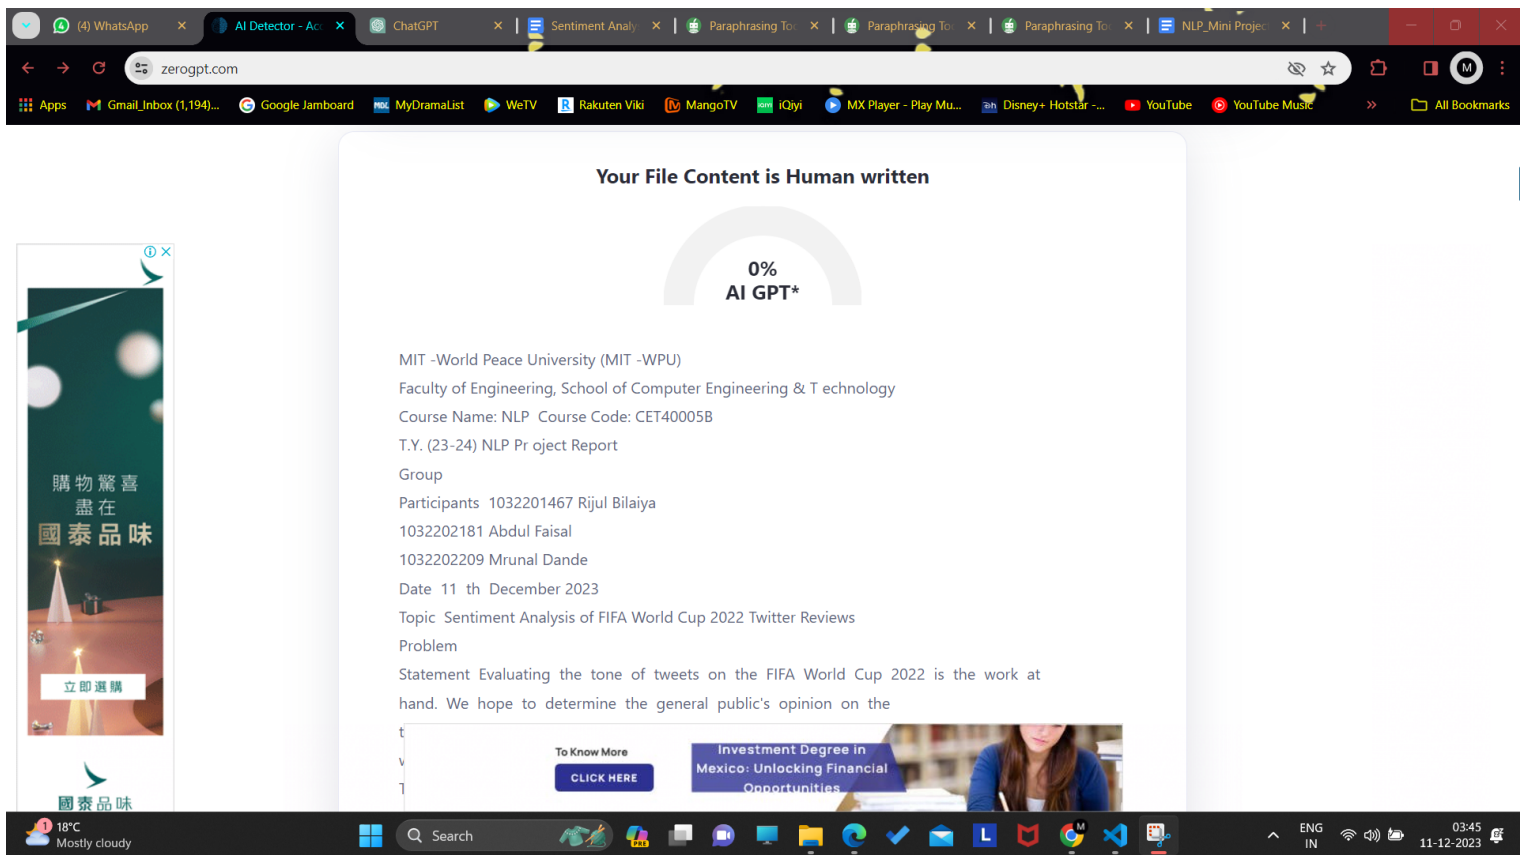 (4) WhatsApp
AI Detector - Acc
ChatGPT
Sentiment Analy
Paraphrasing Too
Paraphrasing Too
Paraphrasing Too
NLP_Mini Project
zerogpt.com
M
Apps
Gmail_Inbox (1,194)...
Google Jamboard
MyDramaList
WeTV
Rakuten Viki
MangoTV
iQiyi
MX Player - Play Mu...
Disney+ Hotstar -...
YouTube
YouTube Music
All Bookmarks
Your File Content is Human written
0%
AI GPT*
MIT -World Peace University (MIT -WPU)
Faculty of Engineering, School of Computer Engineering & T echnology
Course Name: NLP  Course Code: CET40005B
T.Y. (23-24) NLP Pr oject Report
Group
Participants  1032201467 Rijul Bilaiya
1032202181 Abdul Faisal
1032202209 Mrunal Dande
Date  11  th  December 2023
Topic  Sentiment Analysis of FIFA World Cup 2022 Twitter Reviews
Problem
Statement  Evaluating  the  tone  of  tweets  on  the  FIFA  World  Cup  2022  is  the  work  at
hand.  We  hope  to  determine  the  general  public's  opinion  on  the
購物驚喜
盡在
國泰品味
立即選購
國泰品味
To Know More
CLICK HERE
Investment Degree in
Mexico: Unlocking Financial
Opportunities
1
18°C
Mostly cloudy
Search
PRE
L
M
ENG
IN
03:45
11-12-2023